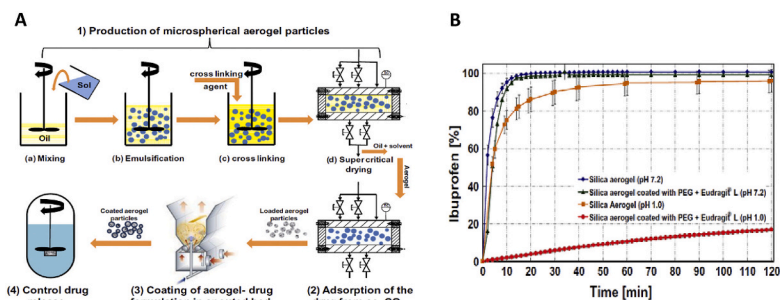 A
1) Production of microspherical aerogel particles
Sol
cross linking
agent
Oil
(a) Mixing
(b) Emulsification
(c) cross linking
Oil + solvent
(d) Supercritical
drying
Aerogel
Coated aerogel
particles
Loaded aerogel
particles
(4) Control drug
(3) Coating of aerogel- drug
(2) Adsorption of the
B
Ibuprofen [%]
100
80
60
40
20
0
Silica aerogel (pH 7.2)
Silica aerogel coated with PEG + Eudragit L (pH 7.2)
Silica Aerogel (pH 1.0)
Silica aerogel coated with PEG + Eudragit L (pH 1.0)
0 10 20 30 40 50 60 70 80 90 100 110 120
Time [min]